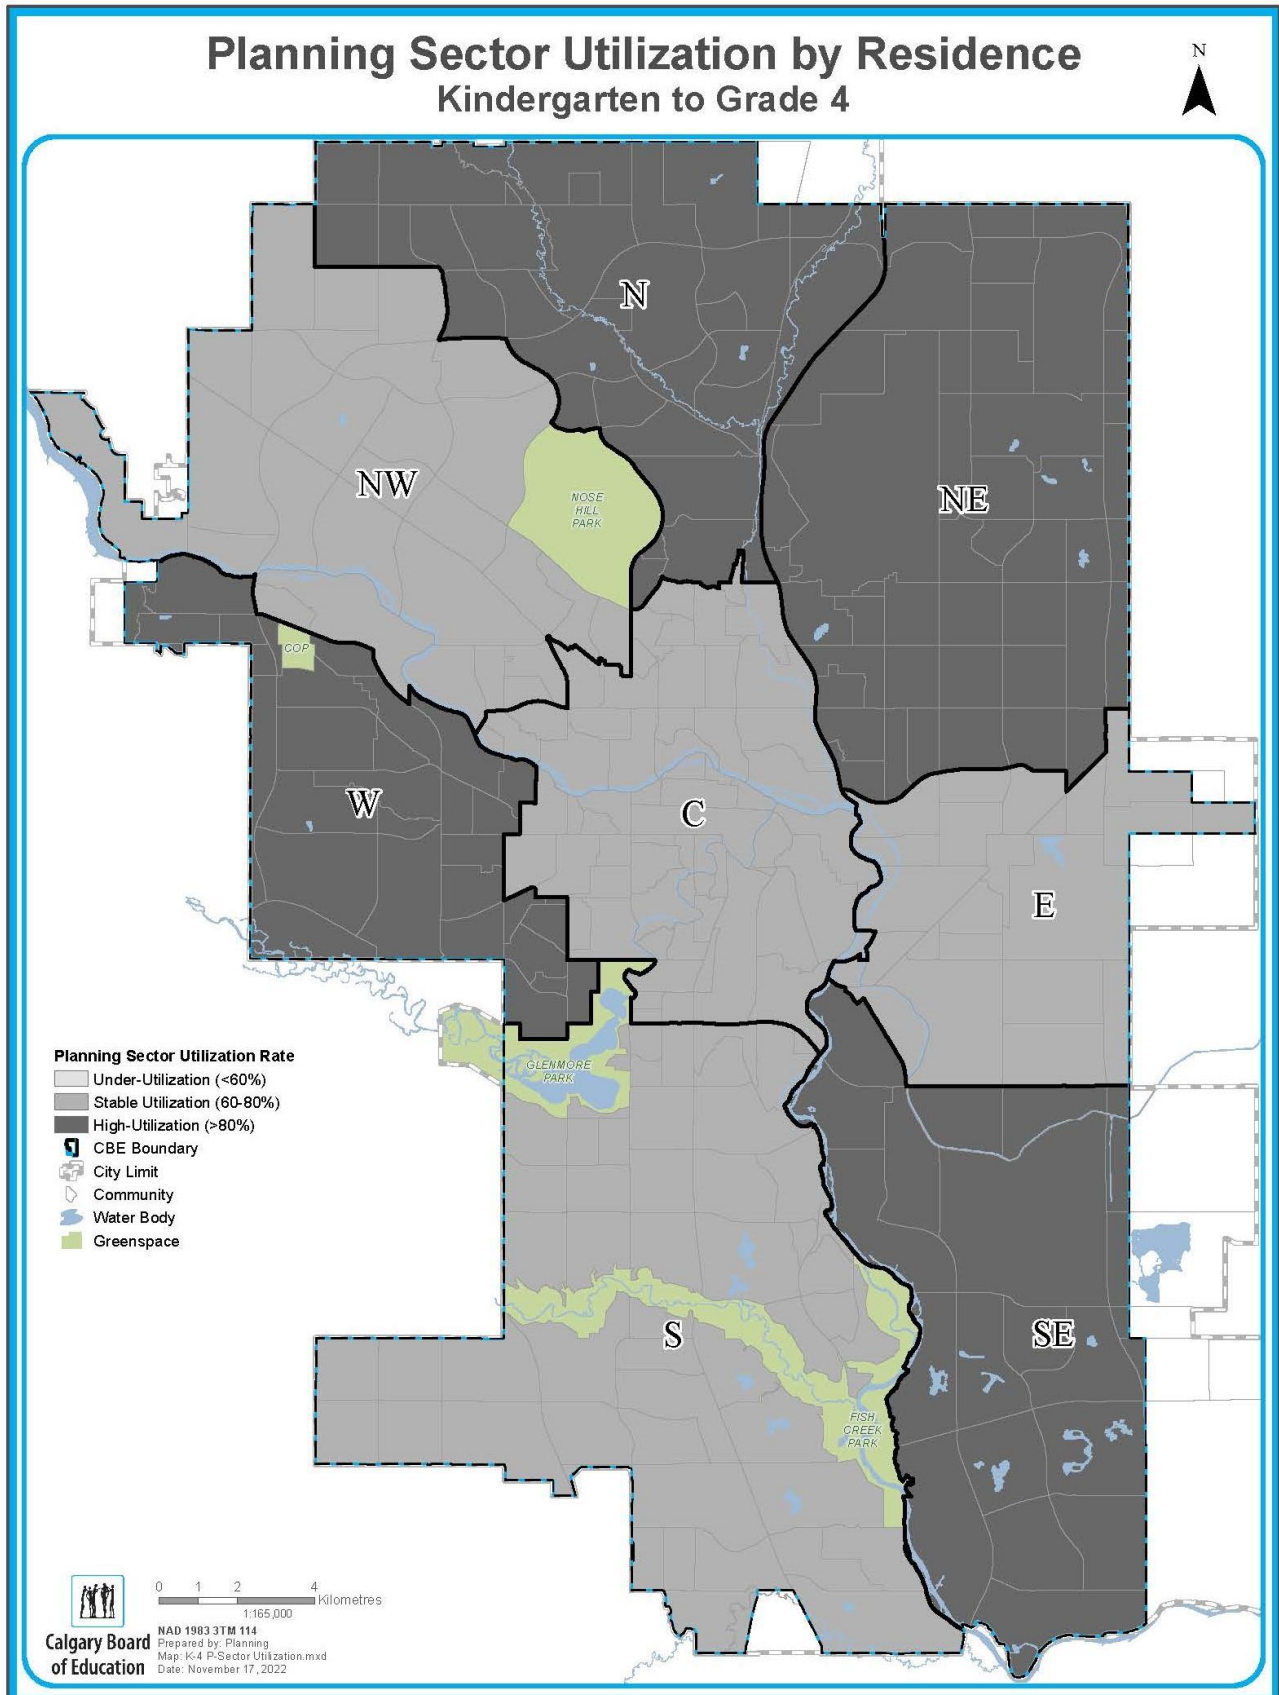 Planning Sector Utilization by Residence
Kindergarten to Grade 4
N
N
NW
NOSE
HILL
PARK
NE
COP
W
C
E
GLENMORE
PARK
S
SE
FISH
CREEK
PARK
Planning Sector Utilization Rate
Under-Utilization (<60%)
Stable Utilization (60-80%)
High-Utilization (>80%)
CBE Boundary
City Limit
Community
Water Body
Greenspace
0 1 2 4
Kilometres
1:165,000
Calgary Board
of Education
NAD 1983 3TM 114
Prepared by: Planning
Map: K-4 P-Sector Utilization.mxd
Date: November 17, 2022